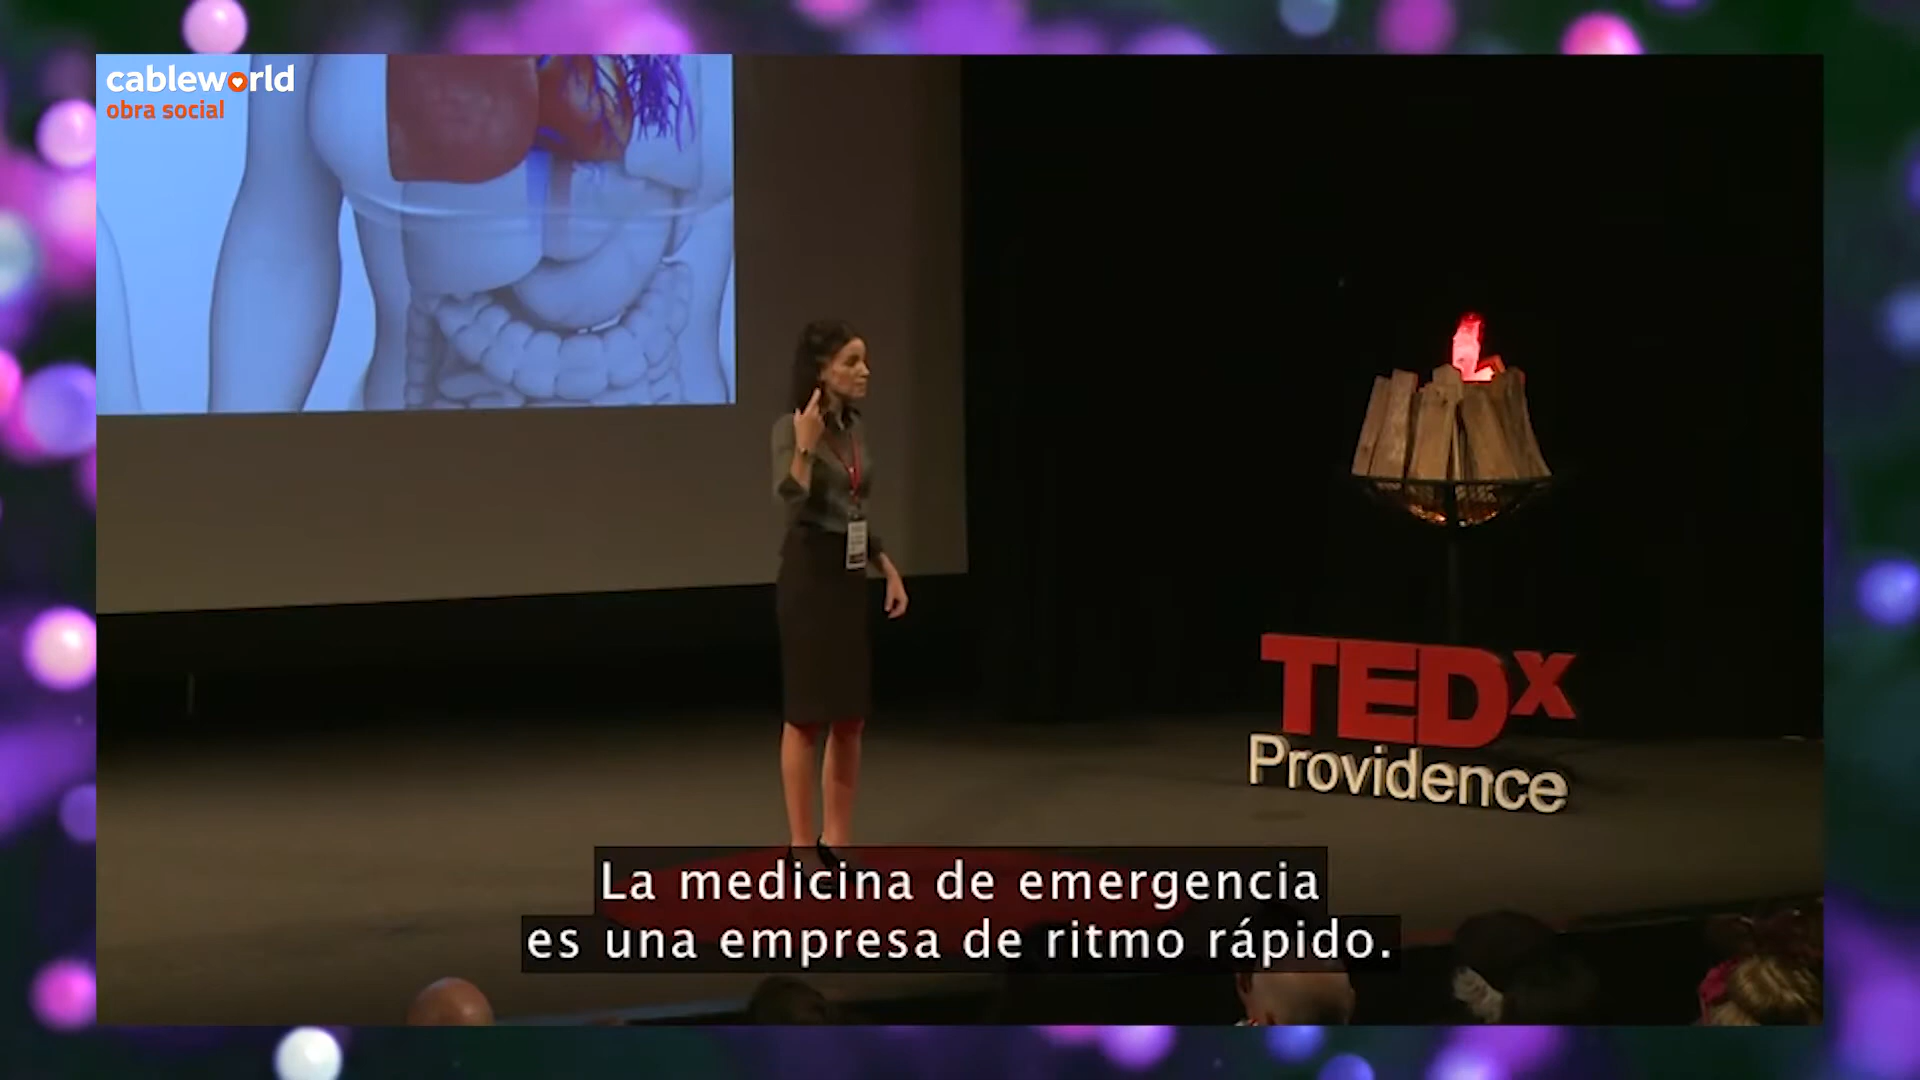 cableworld
obra social
TEDx
Providence
La medicina de emergencia
es una empresa de ritmo rápido.